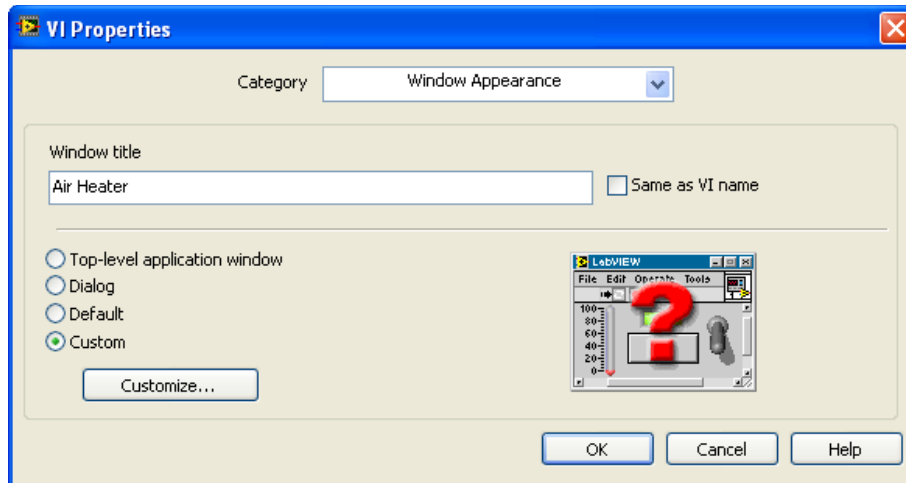 VI Properties
Category Window Appearance
Window title
Air Heater Same as VI name
Top-level application window
Dialog
Default
Custom
Customize...
LabVIEW
File Edit Operate Tools
100
80
60
40
20
0
?
1
OK Cancel Help